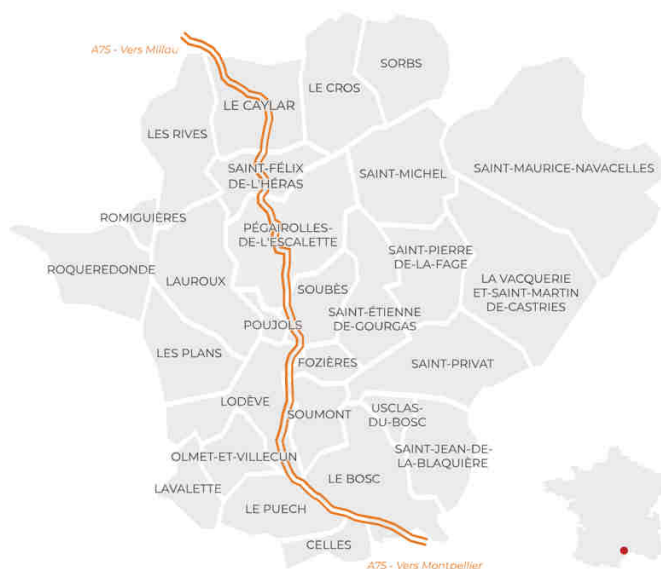 A75 - Vers Millau
SORBS
LE CROS
LE CAYLAR
LES RIVES
SAINT-FÉLIX
DE-L'HÉRAS
SAINT-MICHEL
SAINT-MAURICE-NAVACELLES
ROMIGUIÈRES
PÉGAIROLLES-
DE-L'ESCALETTE
SAINT-PIERRE
DE-LA-FAGE
ROQUEREDONDE
LAUROUX
SOUBÈS
LA VACQUERIE
ET-SAINT-MARTIN
DE-CASTRIES
SAINT-ÉTIENNE
DE-GOURGAS
POUJOLS
LES PLANS
FOZIÈRES
SAINT-PRIVAT
LODÈVE
SOUMONT
USCLAS-
DU-BOSC
OLMET-ET-VILLECUN
SAINT-JEAN-DE-
LA-BLAQUIÈRE
LAVALETTE
LE BOSC
LE PUECH
CELLES
A75 - Vers Montpellier